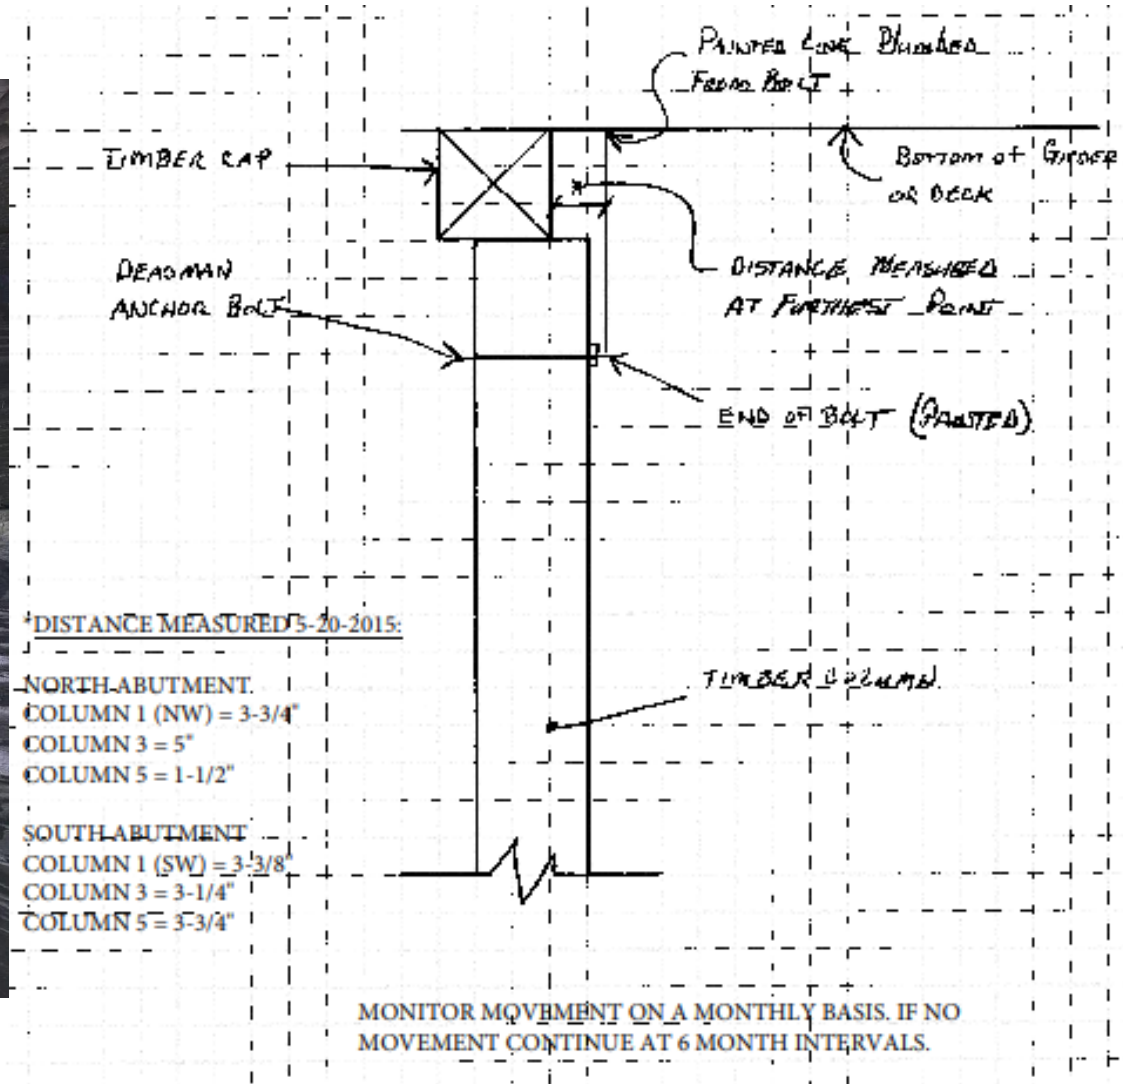 PAINTED LINE PLUMBED
FROM BOLT
TIMBER CAP
BOTTOM OF GIRDER
OR DECK
DEADMAN
ANCHOR BOLT
*
DISTANCE MEASURED
AT FURTHEST POINT
END OF BOLT (PAINTED)
*DISTANCE MEASURED 5-20-2015:
NORTH ABUTMENT.
COLUMN 1 (NW) = 3-3/4"
COLUMN 3 = 5"
COLUMN 5 = 1-1/2"
TIMBER COLUMN
SOUTH ABUTMENT
COLUMN 1 (SW) = 3-3/8"
COLUMN 3 = 3-1/4"
COLUMN 5 = 3-3/4"
MONITOR MOVEMENT ON A MONTHLY BASIS. IF NO
MOVEMENT CONTINUE AT 6 MONTH INTERVALS.